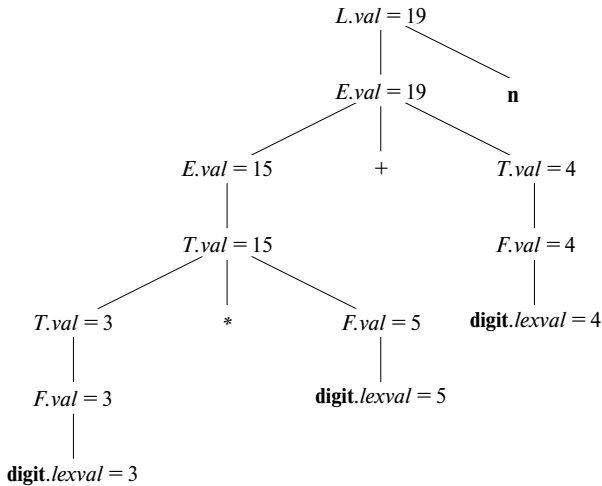 L.val = 19
E.val = 19 n
E.val = 15 + T.val = 4
T.val = 15 F.val = 4
T.val = 3 * F.val = 5 digit.lexval = 4
F.val = 3 digit.lexval = 5
digit.lexval = 3